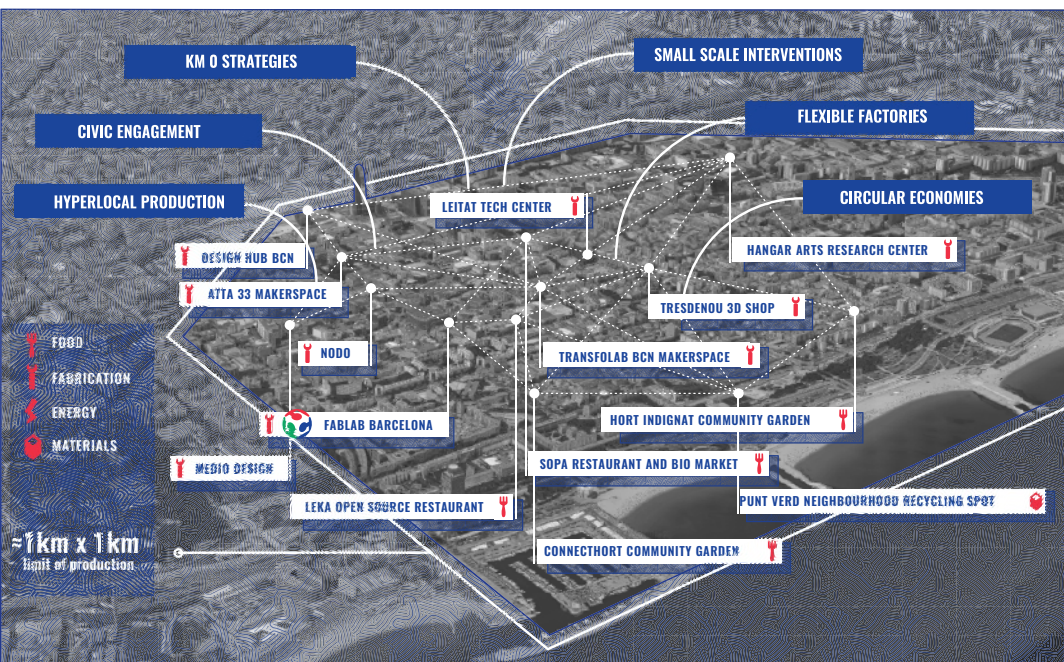 KM 0 STRATEGIES
SMALL SCALE INTERVENTIONS
CIVIC ENGAGEMENT
FLEXIBLE FACTORIES
HYPERLOCAL PRODUCTION
CIRCULAR ECONOMIES
LEITAT TECH CENTER
HANGAR ARTS RESEARCH CENTER
DESIGN HUB BCN
ATTA 33 MAKERSPACE
TRESDENOU 3D SHOP
NODO
TRANSFOLAB BCN MAKERSPACE
FOOD
FABRICATION
ENERGY
MATERIALS
FABLAB BARCELONA
HORT INDIGNAT COMMUNITY GARDEN
MEDIO DESIGN
SOPA RESTAURANT AND BIO MARKET
LEKA OPEN SOURCE RESTAURANT
PUNT VERD NEIGHBOURHOOD RECYCLING SPOT
CONNECTHORT COMMUNITY GARDEN
≈1km x 1km
limit of production